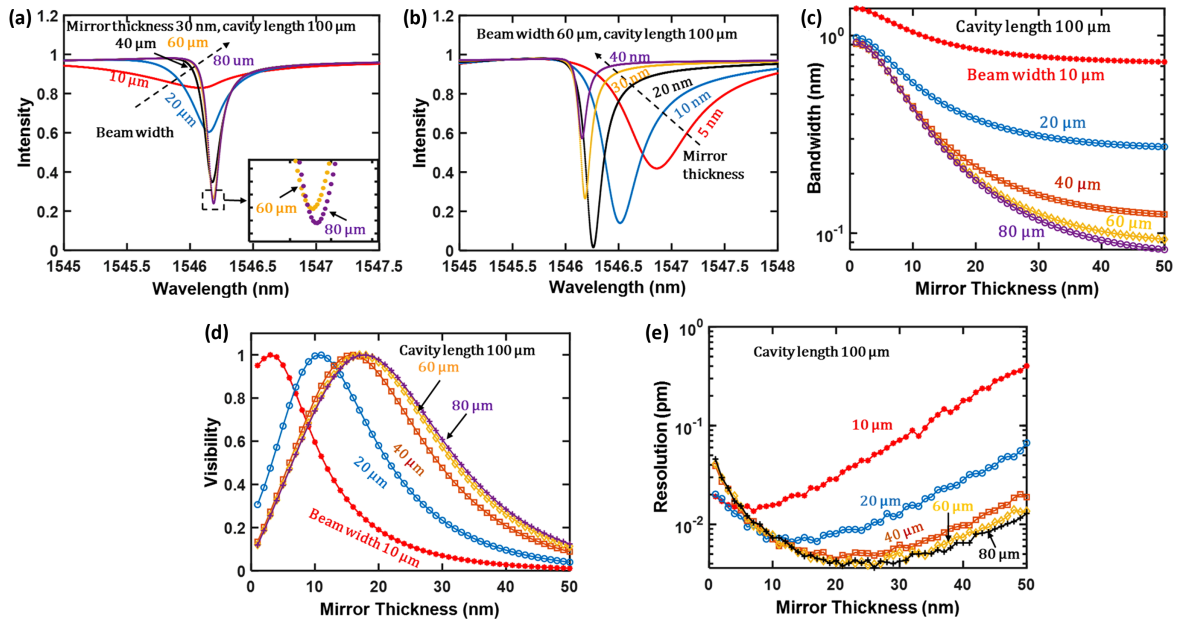 (a)
Mirror thickness 30 nm, cavity length 100 µm
40 µm
60 µm
80 um
10 µm
20 µm
Beam width
60 µm
80 µm
Intensity
0
0.2
0.4
0.6
0.8
1
1.2
1545
1545.5
1546
1546.5
1547
1547.5
Wavelength (nm)
(b)
Beam width 60 µm, cavity length 100 µm
40 nm
30 nm
20 nm
10 nm
5 nm
Mirror
thickness
Intensity
0
0.2
0.4
0.6
0.8
1
1.2
1545
1545.5
1546
1546.5
1547
1547.5
1548
Wavelength (nm)
(c)
Cavity length 100 µm
Beam width 10 µm
20 µm
40 µm
60 µm
80 µm
Bandwidth (nm)
10⁰
10⁻¹
0
10
20
30
40
50
Mirror Thickness (nm)
(d)
Cavity length 100 µm
60 µm
80 µm
40 µm
20 µm
Beam width 10 µm
Visibility
0
0.2
0.4
0.6
0.8
1
0
10
20
30
40
50
Mirror Thickness (nm)
(e)
Cavity length 100 µm
10 µm
20 µm
40 µm
60 µm
80 µm
Resolution (pm)
10⁰
10⁻¹
10⁻²
0
10
20
30
40
50
Mirror Thickness (nm)